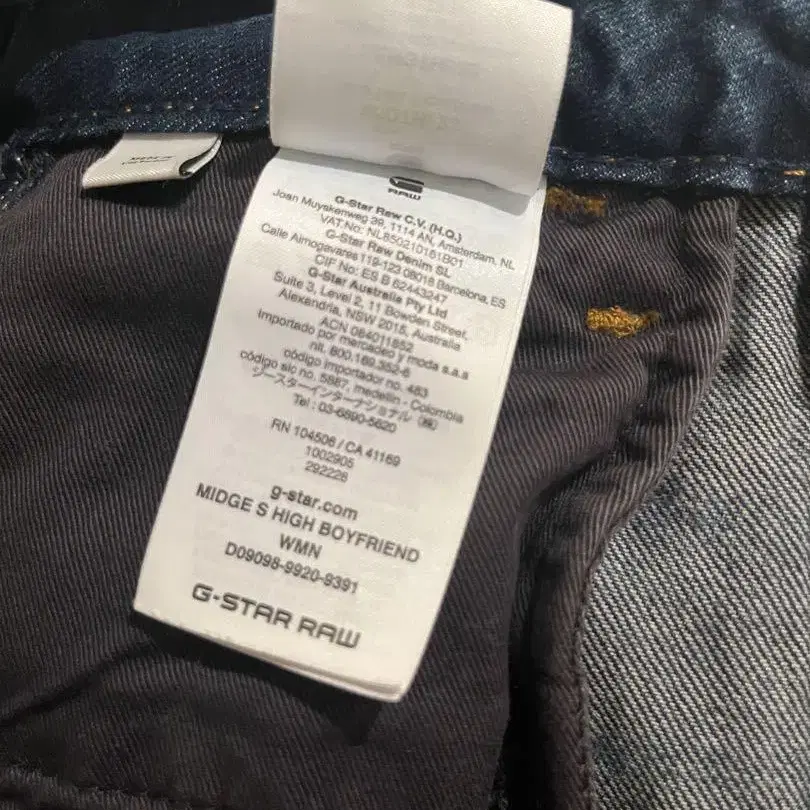 RAW
G-Star Raw C.V. (H.Q.)
Joan Muyskenweg 39, 1114 AN, Amsterdam, NL
VAT No: NL850210161B01
G-Star Raw Denim SL
Calle Almogavares 119-123 08018 Barcelona, ES
CIF No: ES B 62443247
G-Star Australia Pty Ltd
Suite 3, Level 2, 11 Bowden Street,
Alexandria, NSW 2015, Australia
ACN 084011852
Importado por mercadeo y moda s.a.s
nit. 800.189.352-6
código importador no. 483
código sic no. 5887. medellin - Colombia
ジースターインターナショナル (株)
Tel : 03-6890-5620
RN 104506 / CA 41169
1002905
292226
g-star.com
MIDGE S HIGH BOYFRIEND
WMN
D09098-9920-9391
G-STAR RAW